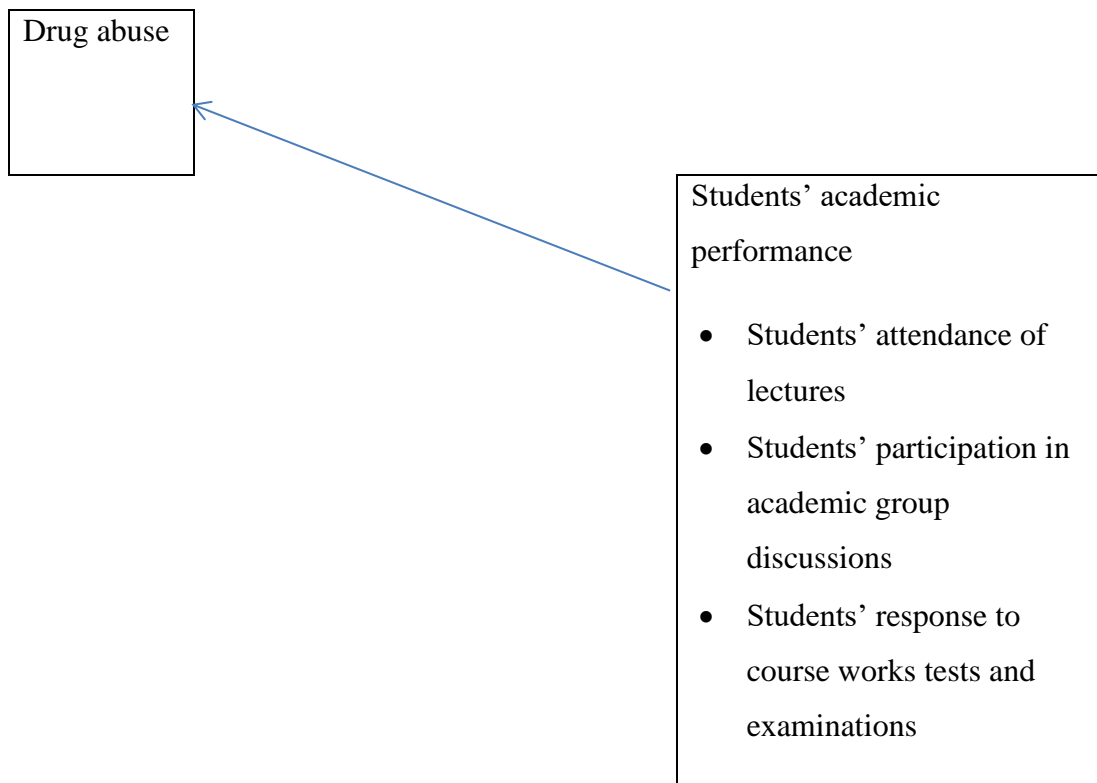 Drug abuse
Students’ academic
performance
• Students’ attendance of
lectures
• Students’ participation in
academic group
discussions
• Students’ response to
course works tests and
examinations